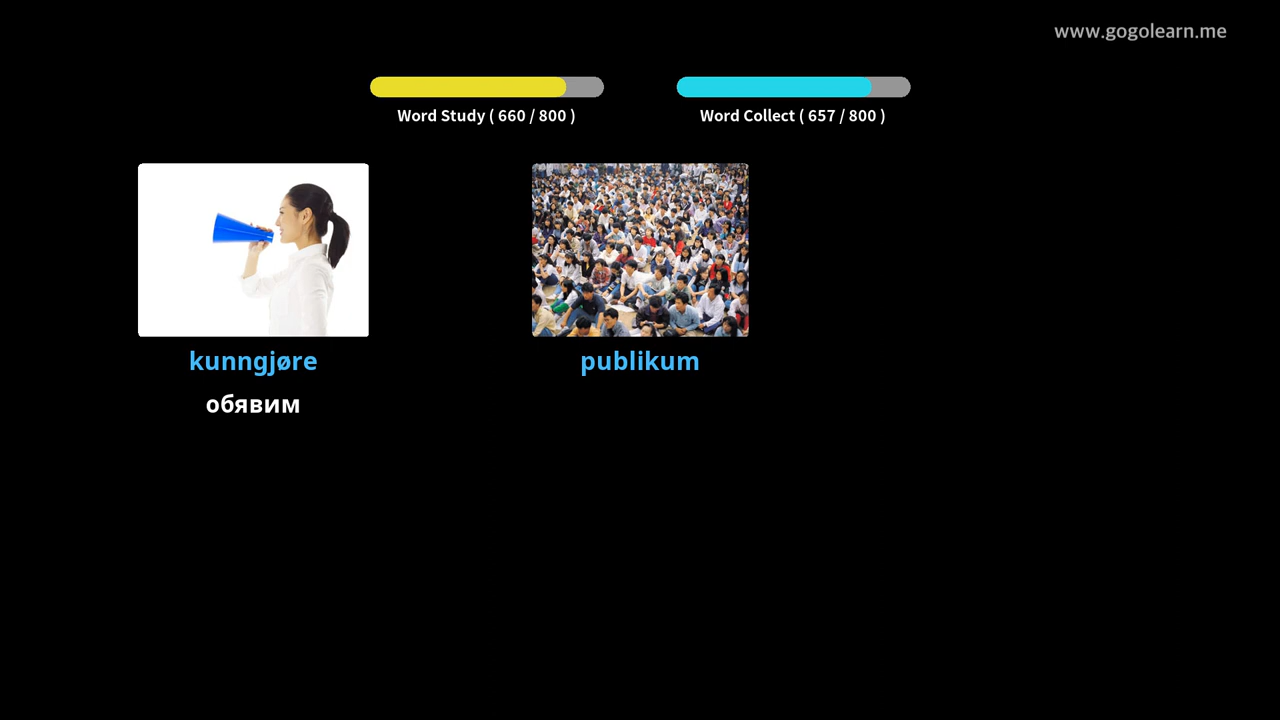 www.gogolearn.me
Word Study ( 660 / 800 )
Word Collect ( 657 / 800 )
kunngjøre
publikum
обявим